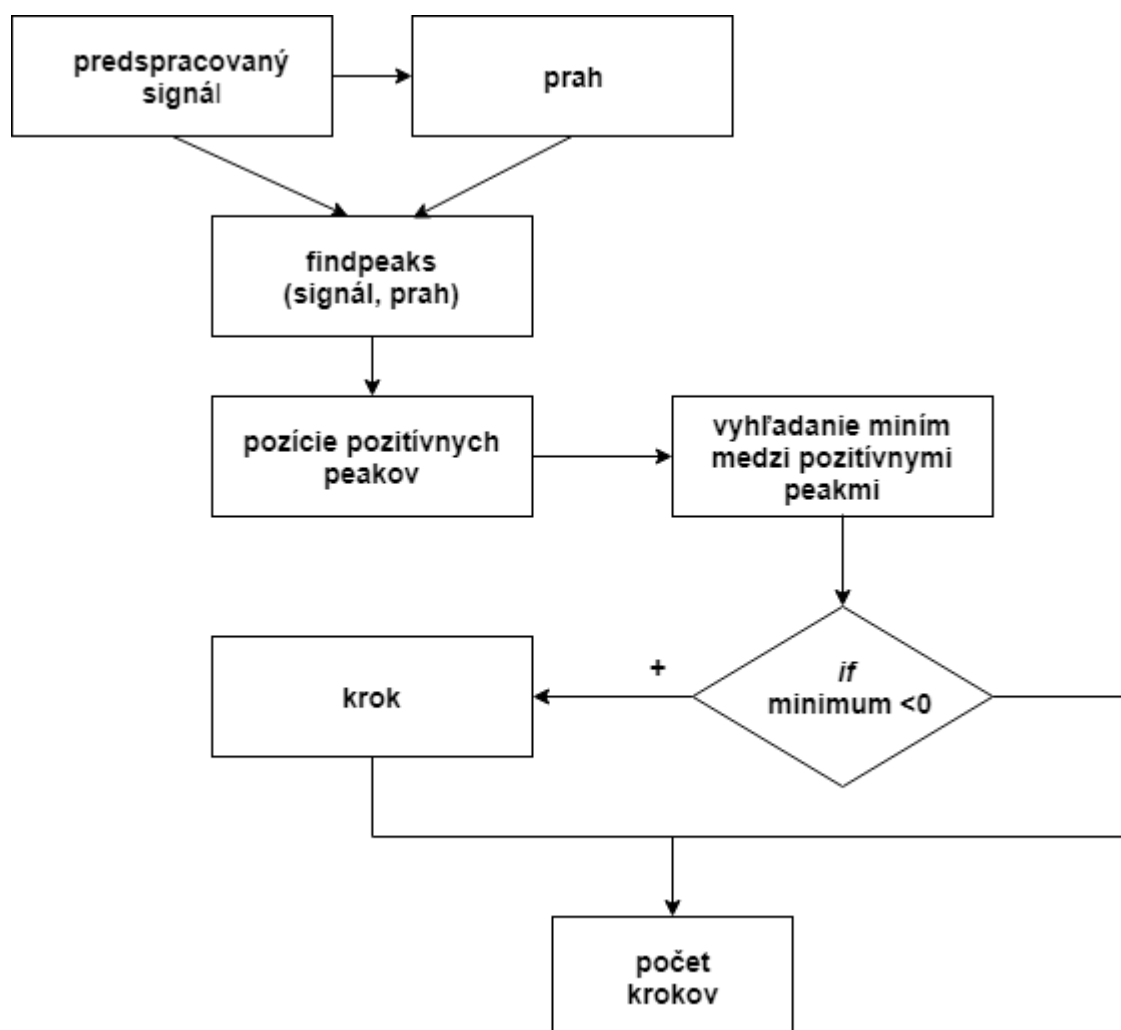 predspracovaný
signál
prah
findpeaks
(signál, prah)
pozície pozitívnych
peakov
vyhľadanie miním
medzi pozitívnymi
peakmi
if
minimum <0
+
krok
počet
krokov